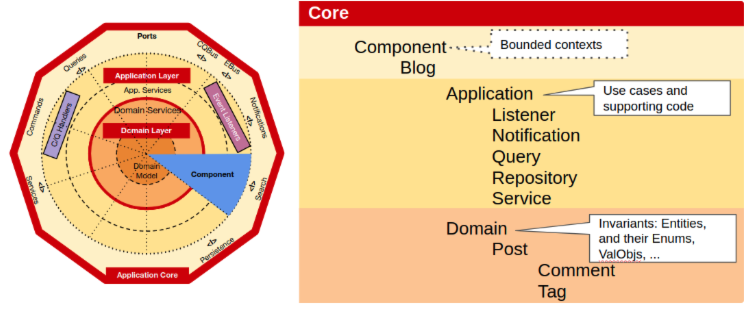 Ports
Queries
CQBus
EBus
Commands
Notifications
Application Layer
App. Services
C/Q Handlers
Event Listeners
Domain Services
Domain Layer
Domain
Model
Component
Services
Search
Persistence
Application Core
Core
Component
Bounded contexts
Blog
Application
Use cases and
supporting code
Listener
Notification
Query
Repository
Service
Domain
Invariants: Entities,
and their Enums,
ValObjs, ...
Post
Comment
Tag